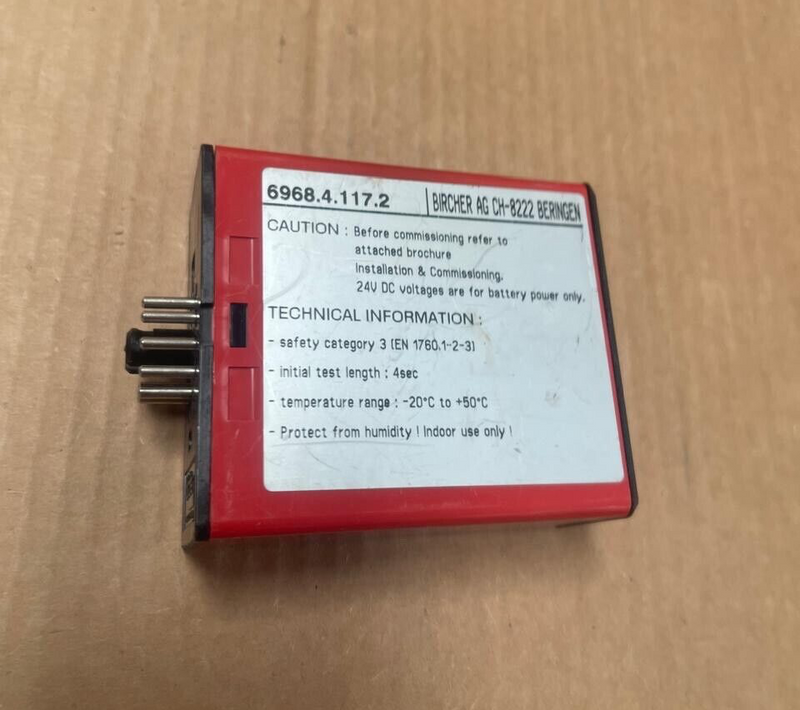 6968.4.117.2
BIRCHER AG CH-8222 BERINGEN
CAUTION : Before commissioning refer to
attached brochure
Installation & Commissioning.
24V DC voltages are for battery power only.
TECHNICAL INFORMATION :
- safety category 3 (EN 1760.1-2-3)
- initial test length : 4sec
- temperature range : -20°C to +50°C
- Protect from humidity ! Indoor use only !